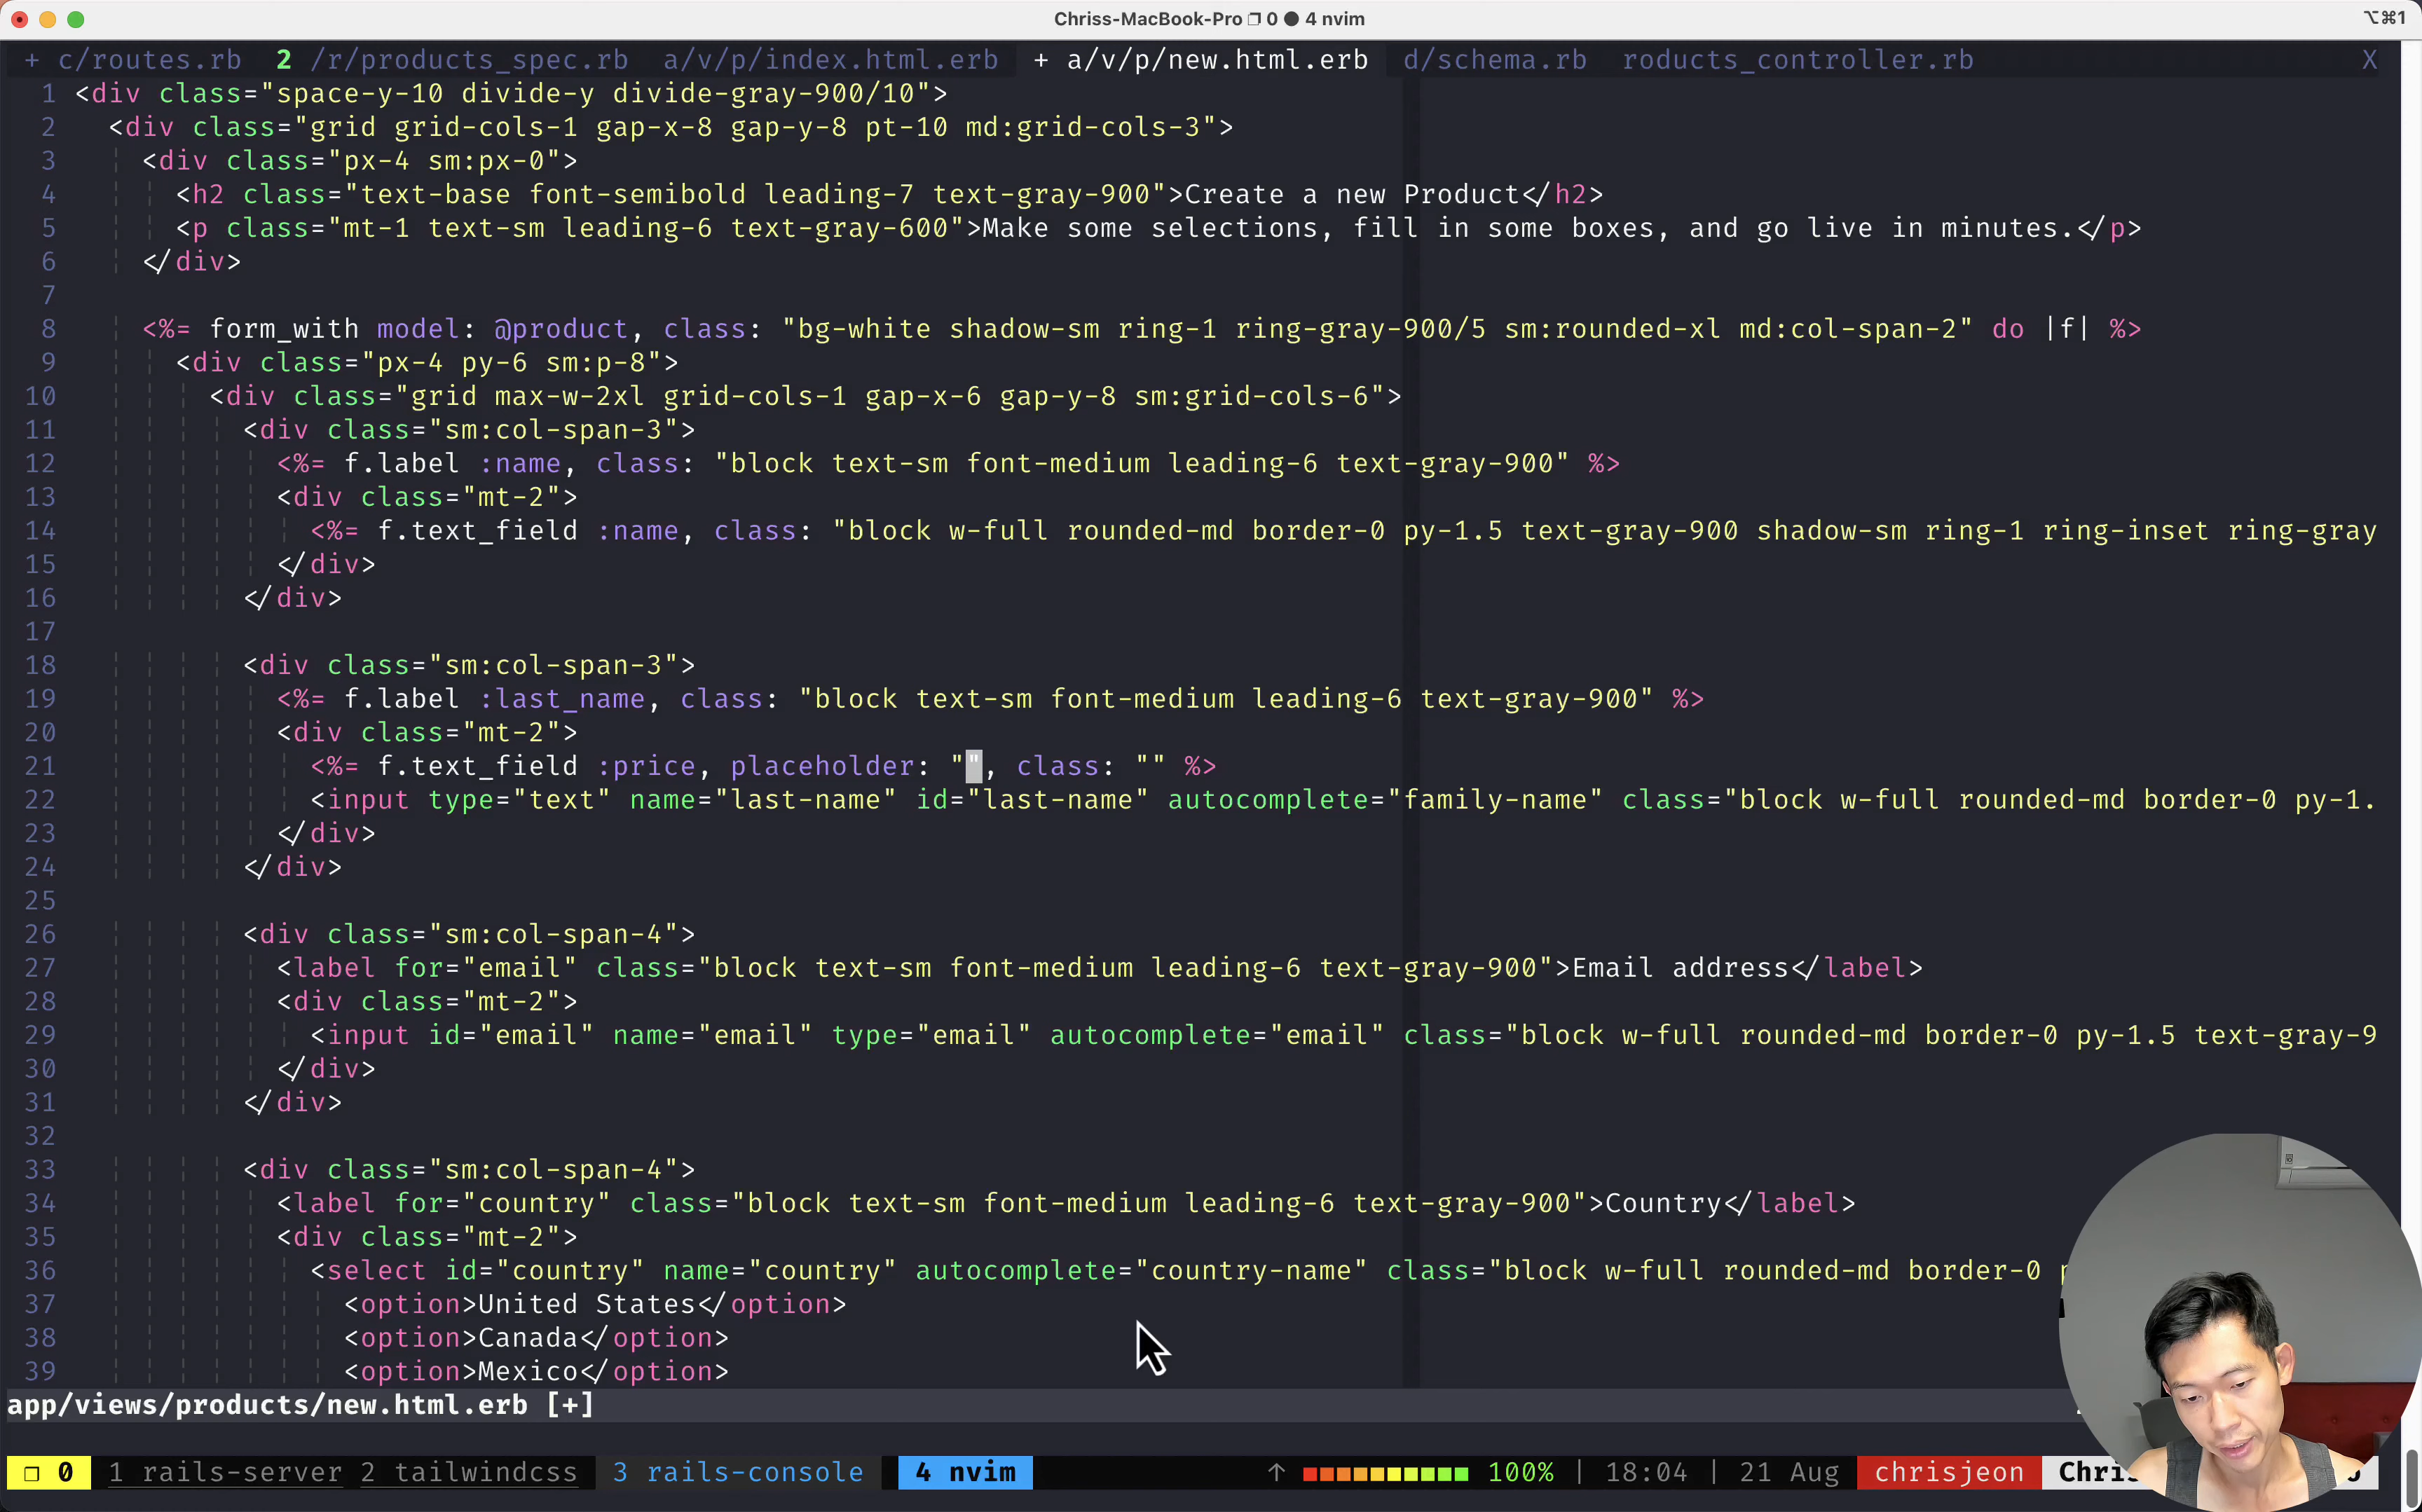 Chriss-MacBook-Pro ❐ 0 ● 4 nvim
⌥⌘1
+ c/routes.rb 2 /r/products_spec.rb a/v/p/index.html.erb + a/v/p/new.html.erb d/schema.rb roducts_controller.rb X
1 <div class="space-y-10 divide-y divide-gray-900/10">
2 <div class="grid grid-cols-1 gap-x-8 gap-y-8 pt-10 md:grid-cols-3">
3 <div class="px-4 sm:px-0">
4 <h2 class="text-base font-semibold leading-7 text-gray-900">Create a new Product</h2>
5 <p class="mt-1 text-sm leading-6 text-gray-600">Make some selections, fill in some boxes, and go live in minutes.</p>
6 </div>
7
8 <%= form_with model: @product, class: "bg-white shadow-sm ring-1 ring-gray-900/5 sm:rounded-xl md:col-span-2" do |f| %>
9 <div class="px-4 py-6 sm:p-8">
10 <div class="grid max-w-2xl grid-cols-1 gap-x-6 gap-y-8 sm:grid-cols-6">
11 <div class="sm:col-span-3">
12 <%= f.label :name, class: "block text-sm font-medium leading-6 text-gray-900" %>
13 <div class="mt-2">
14 <%= f.text_field :name, class: "block w-full rounded-md border-0 py-1.5 text-gray-900 shadow-sm ring-1 ring-inset ring-gray
15 </div>
16 </div>
17
18 <div class="sm:col-span-3">
19 <%= f.label :last_name, class: "block text-sm font-medium leading-6 text-gray-900" %>
20 <div class="mt-2">
21 <%= f.text_field :price, placeholder: "", class: "" %>
22 <input type="text" name="last-name" id="last-name" autocomplete="family-name" class="block w-full rounded-md border-0 py-1.
23 </div>
24 </div>
25
26 <div class="sm:col-span-4">
27 <label for="email" class="block text-sm font-medium leading-6 text-gray-900">Email address</label>
28 <div class="mt-2">
29 <input id="email" name="email" type="email" autocomplete="email" class="block w-full rounded-md border-0 py-1.5 text-gray-9
30 </div>
31 </div>
32
33 <div class="sm:col-span-4">
34 <label for="country" class="block text-sm font-medium leading-6 text-gray-900">Country</label>
35 <div class="mt-2">
36 <select id="country" name="country" autocomplete="country-name" class="block w-full rounded-md border-0
37 <option>United States</option>
38 <option>Canada</option>
39 <option>Mexico</option>
app/views/products/new.html.erb [+]
❐ 0 1 rails-server 2 tailwindcss 3 rails-console 4 nvim ↑ 100% | 18:04 | 21 Aug chrisjeon